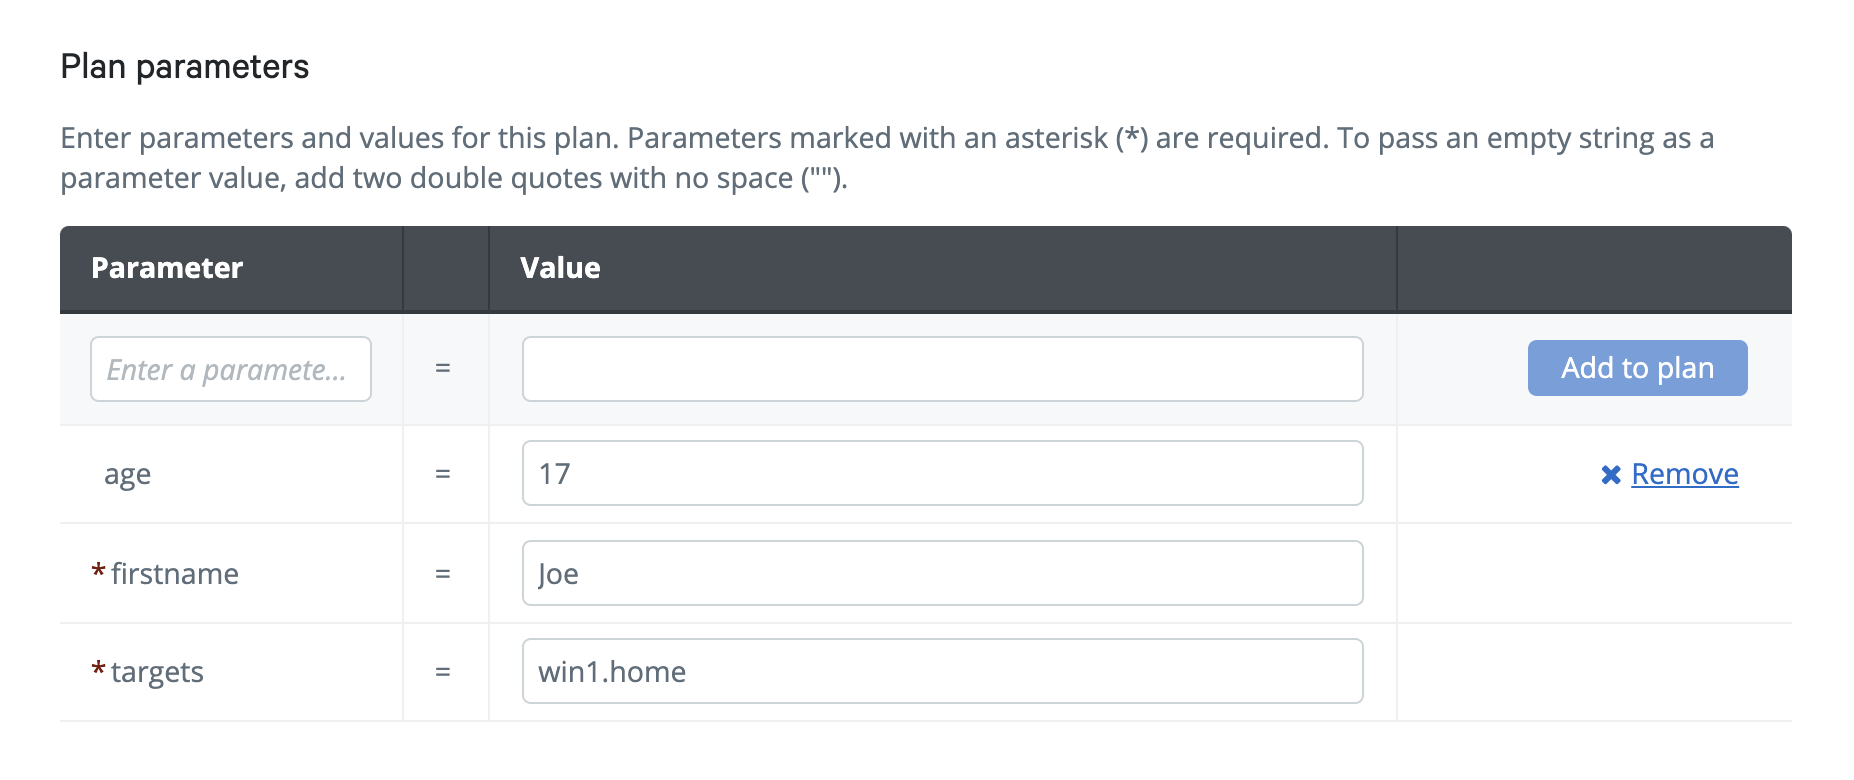 Plan parameters
Enter parameters and values for this plan. Parameters marked with an asterisk (*) are required. To pass an empty string as a
parameter value, add two double quotes with no space ("").
Parameter Value
Enter a paramete... = Add to plan
age = 17 ✖ Remove
* firstname = Joe
* targets = win1.home